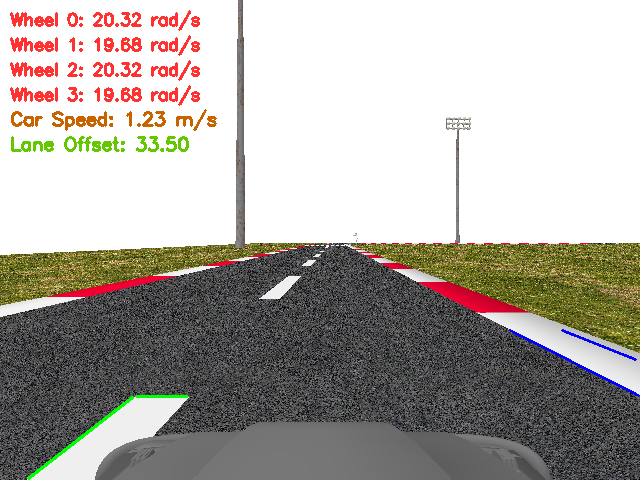 Wheel 0: 20.32 rad/s
Wheel 1: 19.68 rad/s
Wheel 2: 20.32 rad/s
Wheel 3: 19.68 rad/s
Car Speed: 1.23 m/s
Lane Offset: 33.50